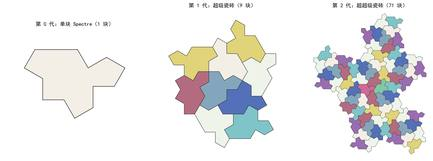 第 0 代：单块 Spectre（1 块）
第 1 代：超级瓷砖（9 块）
第 2 代：超超级瓷砖（71 块）